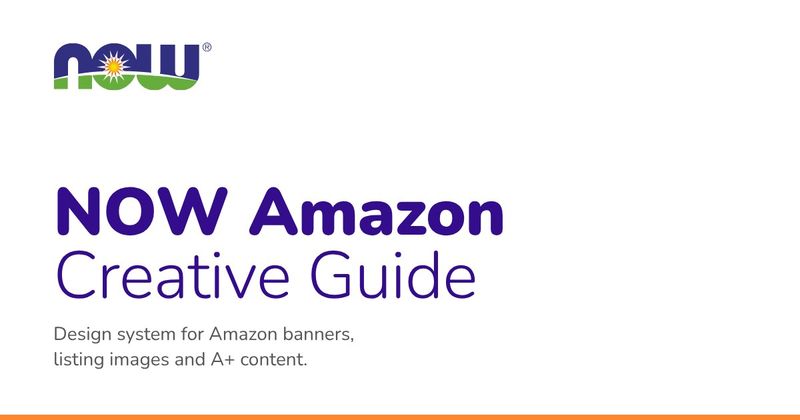 now®
NOW Amazon
Creative Guide
Design system for Amazon banners,
listing images and A+ content.